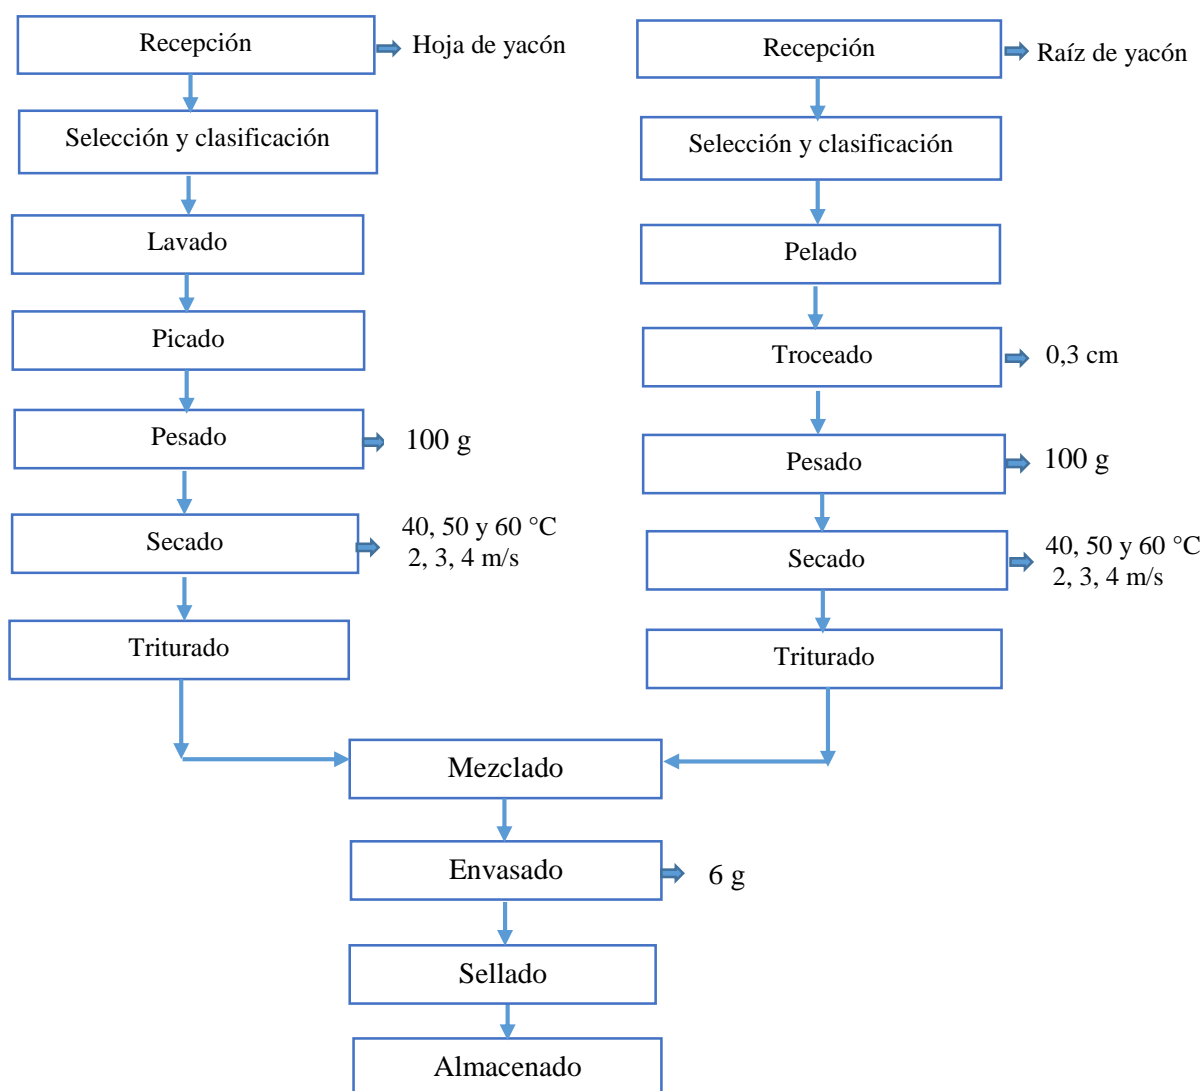 Recepción
Hoja de yacón
Selección y clasificación
Lavado
Picado
Pesado
100 g
Secado
40, 50 y 60 °C
2, 3, 4 m/s
Triturado
Recepción
Raíz de yacón
Selección y clasificación
Pelado
Troceado
0,3 cm
Pesado
100 g
Secado
40, 50 y 60 °C
2, 3, 4 m/s
Triturado
Mezclado
Envasado
6 g
Sellado
Almacenado